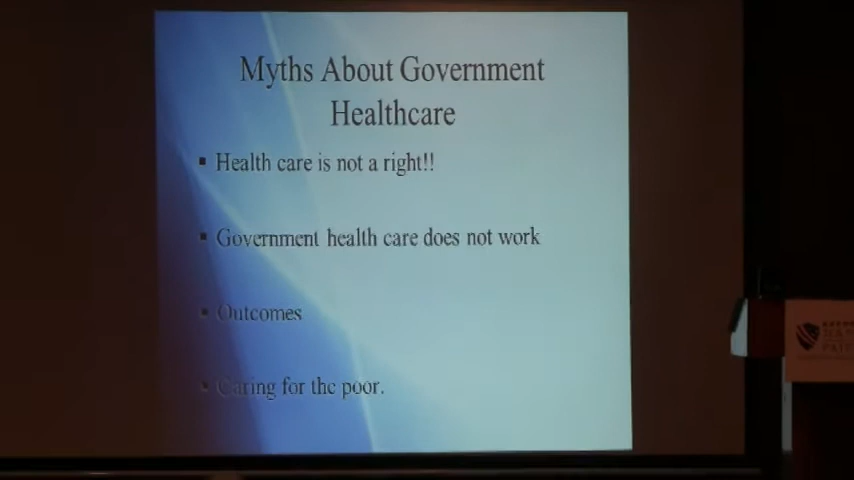 Myths About Government
Healthcare
▪ Health care is not a right!!
▪ Government health care does not work
▪ Outcomes
▪ Caring for the poor.